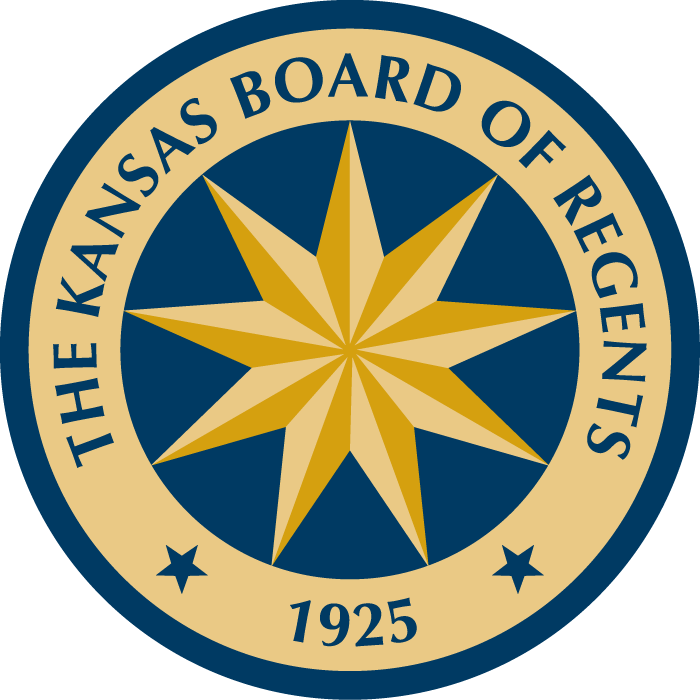 THE KANSAS BOARD OF REGENTS
1925